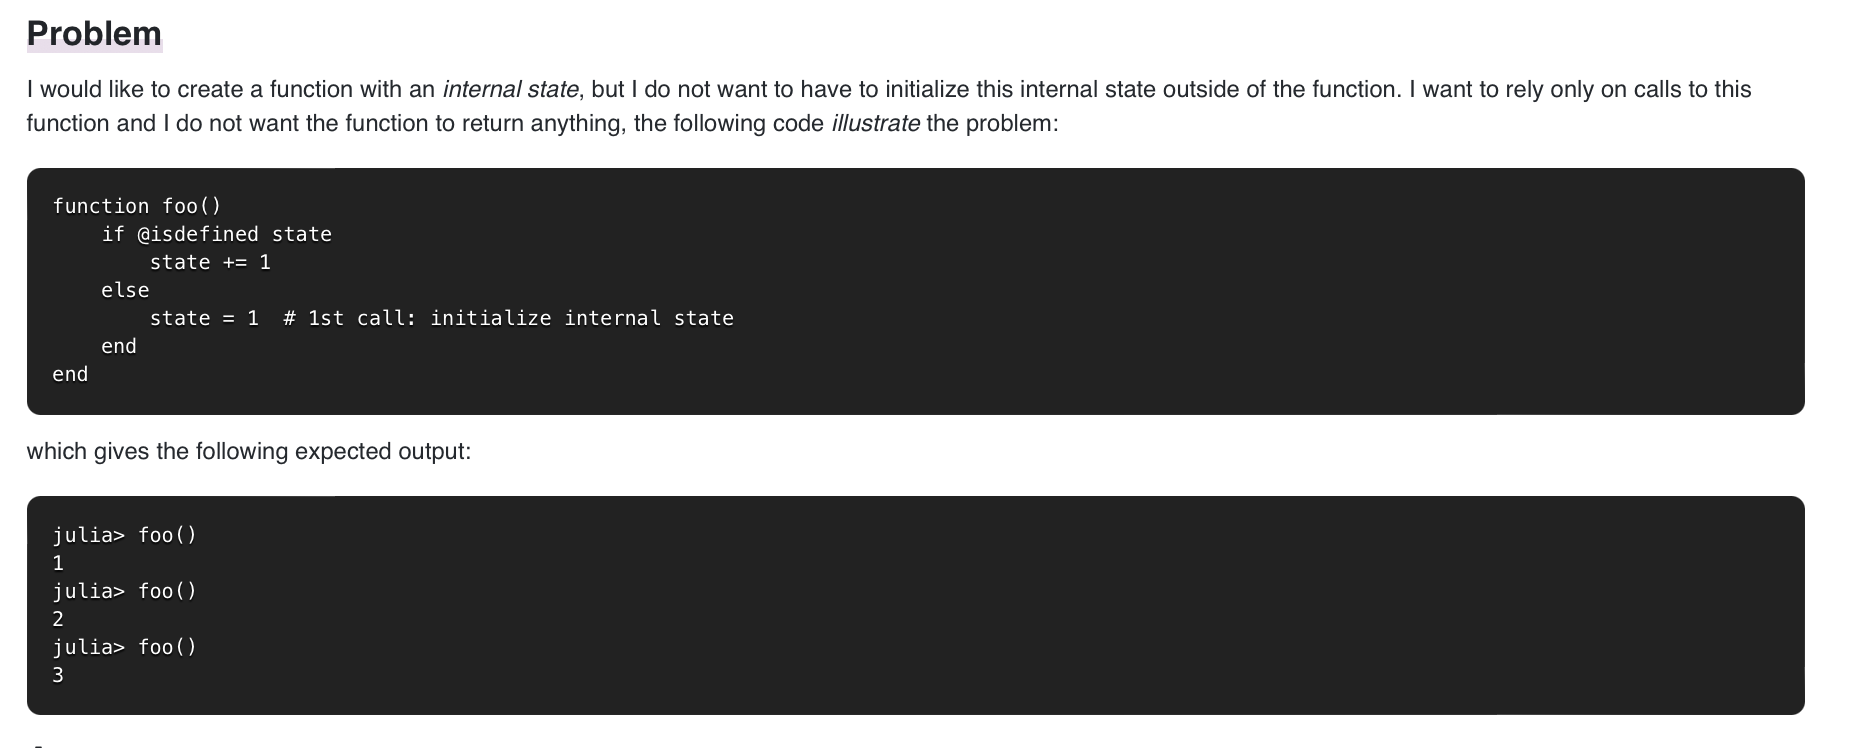 Problem
I would like to create a function with an internal state, but I do not want to have to initialize this internal state outside of the function. I want to rely only on calls to this
function and I do not want the function to return anything, the following code illustrate the problem:
function foo()
    if @isdefined state
        state += 1
    else
        state = 1  # 1st call: initialize internal state
    end
end
which gives the following expected output:
julia> foo()
1
julia> foo()
2
julia> foo()
3